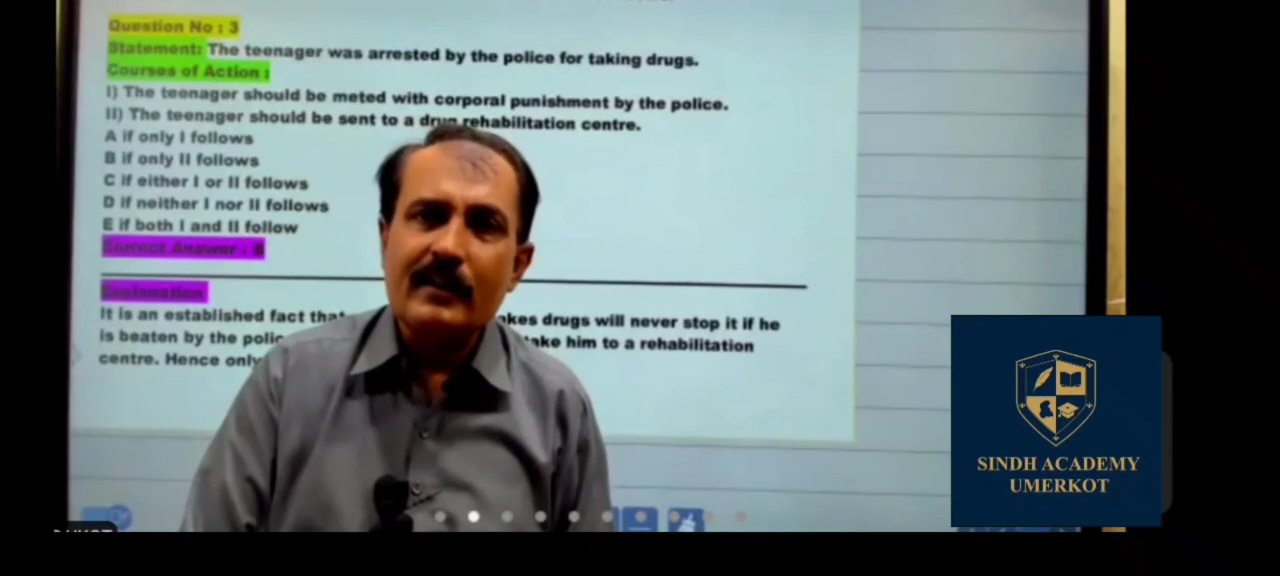 Question No : 3
Statement: The teenager was arrested by the police for taking drugs.
Courses of Action :
I) The teenager should be meted with corporal punishment by the police.
II) The teenager should be sent to a drug rehabilitation centre.
A if only I follows
B if only II follows
C if either I or II follows
D if neither I nor II follows
E if both I and II follow
Correct Answer : B
Explanation
It is an established fact that takes drugs will never stop it if he
is beaten by the polic take him to a rehabilitation
centre. Hence only
SINDH ACADEMY
UMERKOT